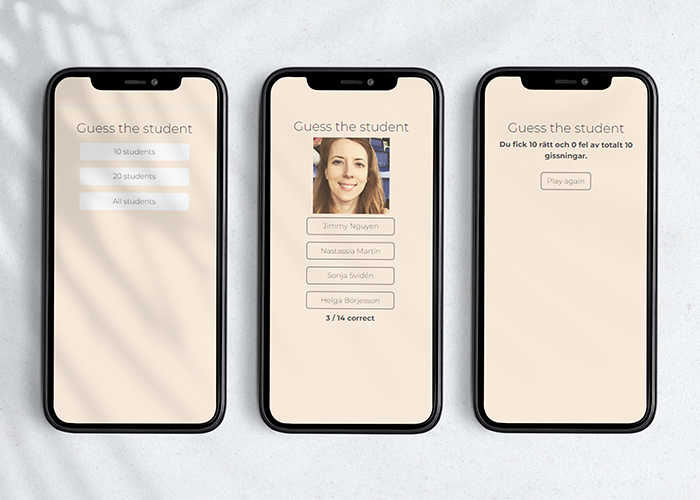 Guess the student
10 students
20 students
All students
Guess the student
Jimmy Nguyen
Nastassia Martin
Sonja Svidén
Helga Börjesson
3 / 14 correct
Guess the student
Du fick 10 rätt och 0 fel av totalt 10
gissningar.
Play again